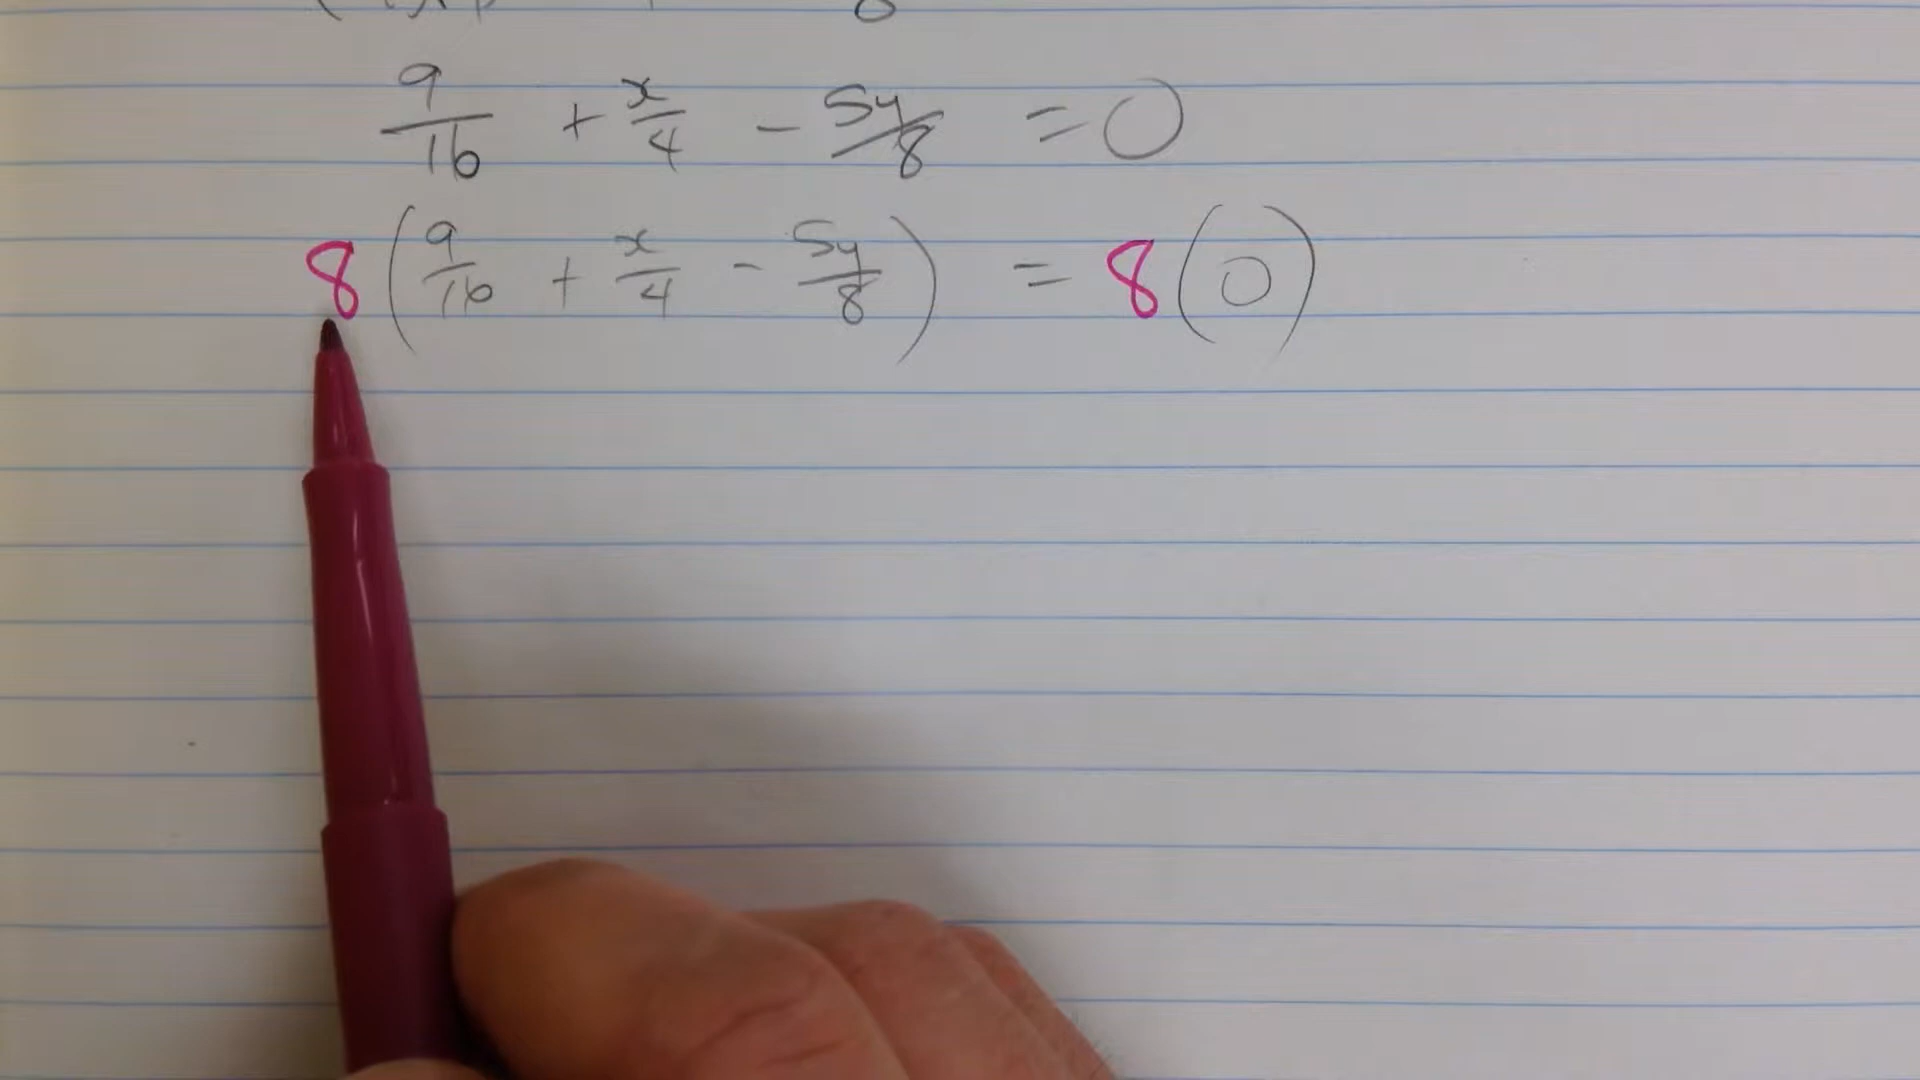 9/16 + x/4 - 5y/8 = 0
8(9/16 + x/4 - 5y/8) = 8(0)